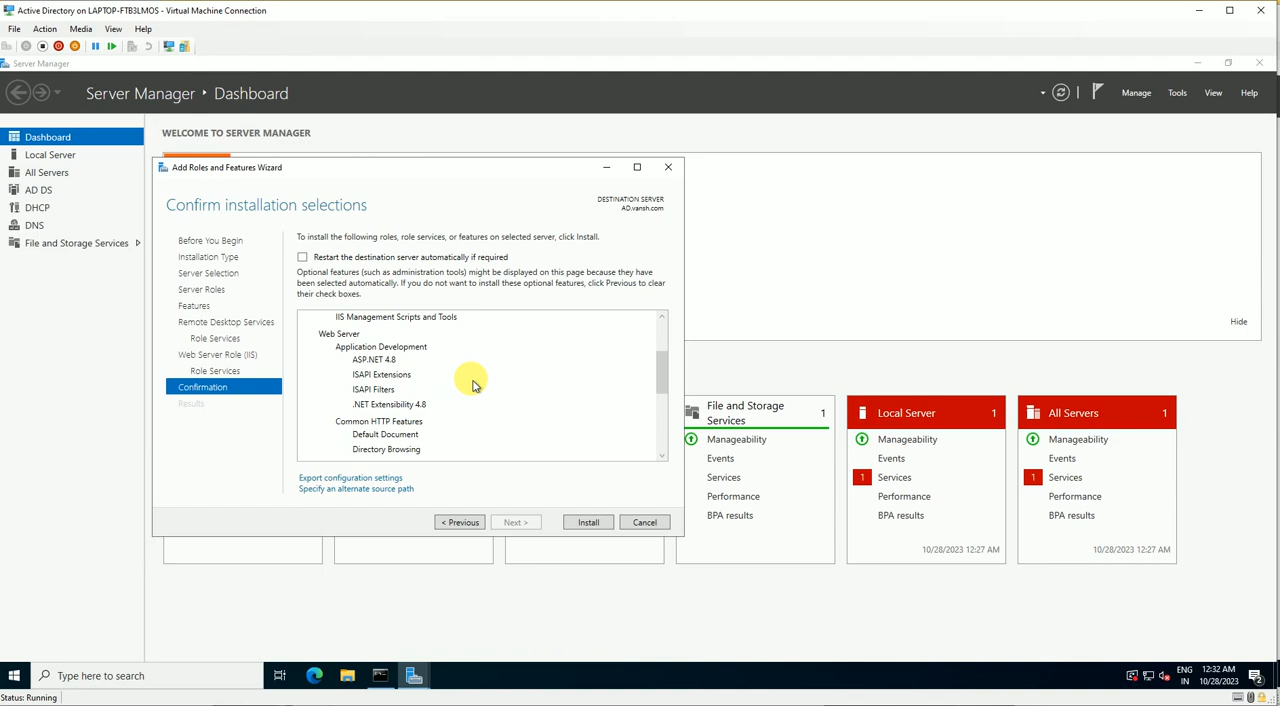 Active Directory on LAPTOP-FTB3LMOS - Virtual Machine Connection
File Action Media View Help
Server Manager
Server Manager ‣ Dashboard
Manage Tools View Help
Dashboard
Local Server
All Servers
AD DS
DHCP
DNS
File and Storage Services
WELCOME TO SERVER MANAGER
Hide
Add Roles and Features Wizard
Confirm installation selections
DESTINATION SERVER
AD.vansh.com
Before You Begin
Installation Type
Server Selection
Server Roles
Features
Remote Desktop Services
Role Services
Web Server Role (IIS)
Role Services
Confirmation
Results
To install the following roles, role services, or features on selected server, click Install.
Restart the destination server automatically if required
Optional features (such as administration tools) might be displayed on this page because they have
been selected automatically. If you do not want to install these optional features, click Previous to clear
their check boxes.
IIS Management Scripts and Tools
Web Server
Application Development
ASP.NET 4.8
ISAPI Extensions
ISAPI Filters
.NET Extensibility 4.8
Common HTTP Features
Default Document
Directory Browsing
Export configuration settings
Specify an alternate source path
< Previous Next > Install Cancel
File and Storage
Services
1
Manageability
Events
Services
Performance
BPA results
Local Server 1
Manageability
Events
1 Services
Performance
BPA results
10/28/2023 12:27 AM
All Servers 1
Manageability
Events
1 Services
Performance
BPA results
10/28/2023 12:27 AM
Type here to search
ENG
IN
12:32 AM
10/28/2023
2
Status: Running